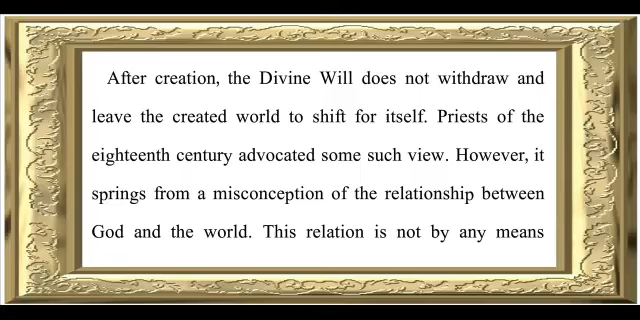 After creation, the Divine Will does not withdraw and
leave the created world to shift for itself. Priests of the
eighteenth century advocated some such view. However, it
springs from a misconception of the relationship between
God and the world. This relation is not by any means